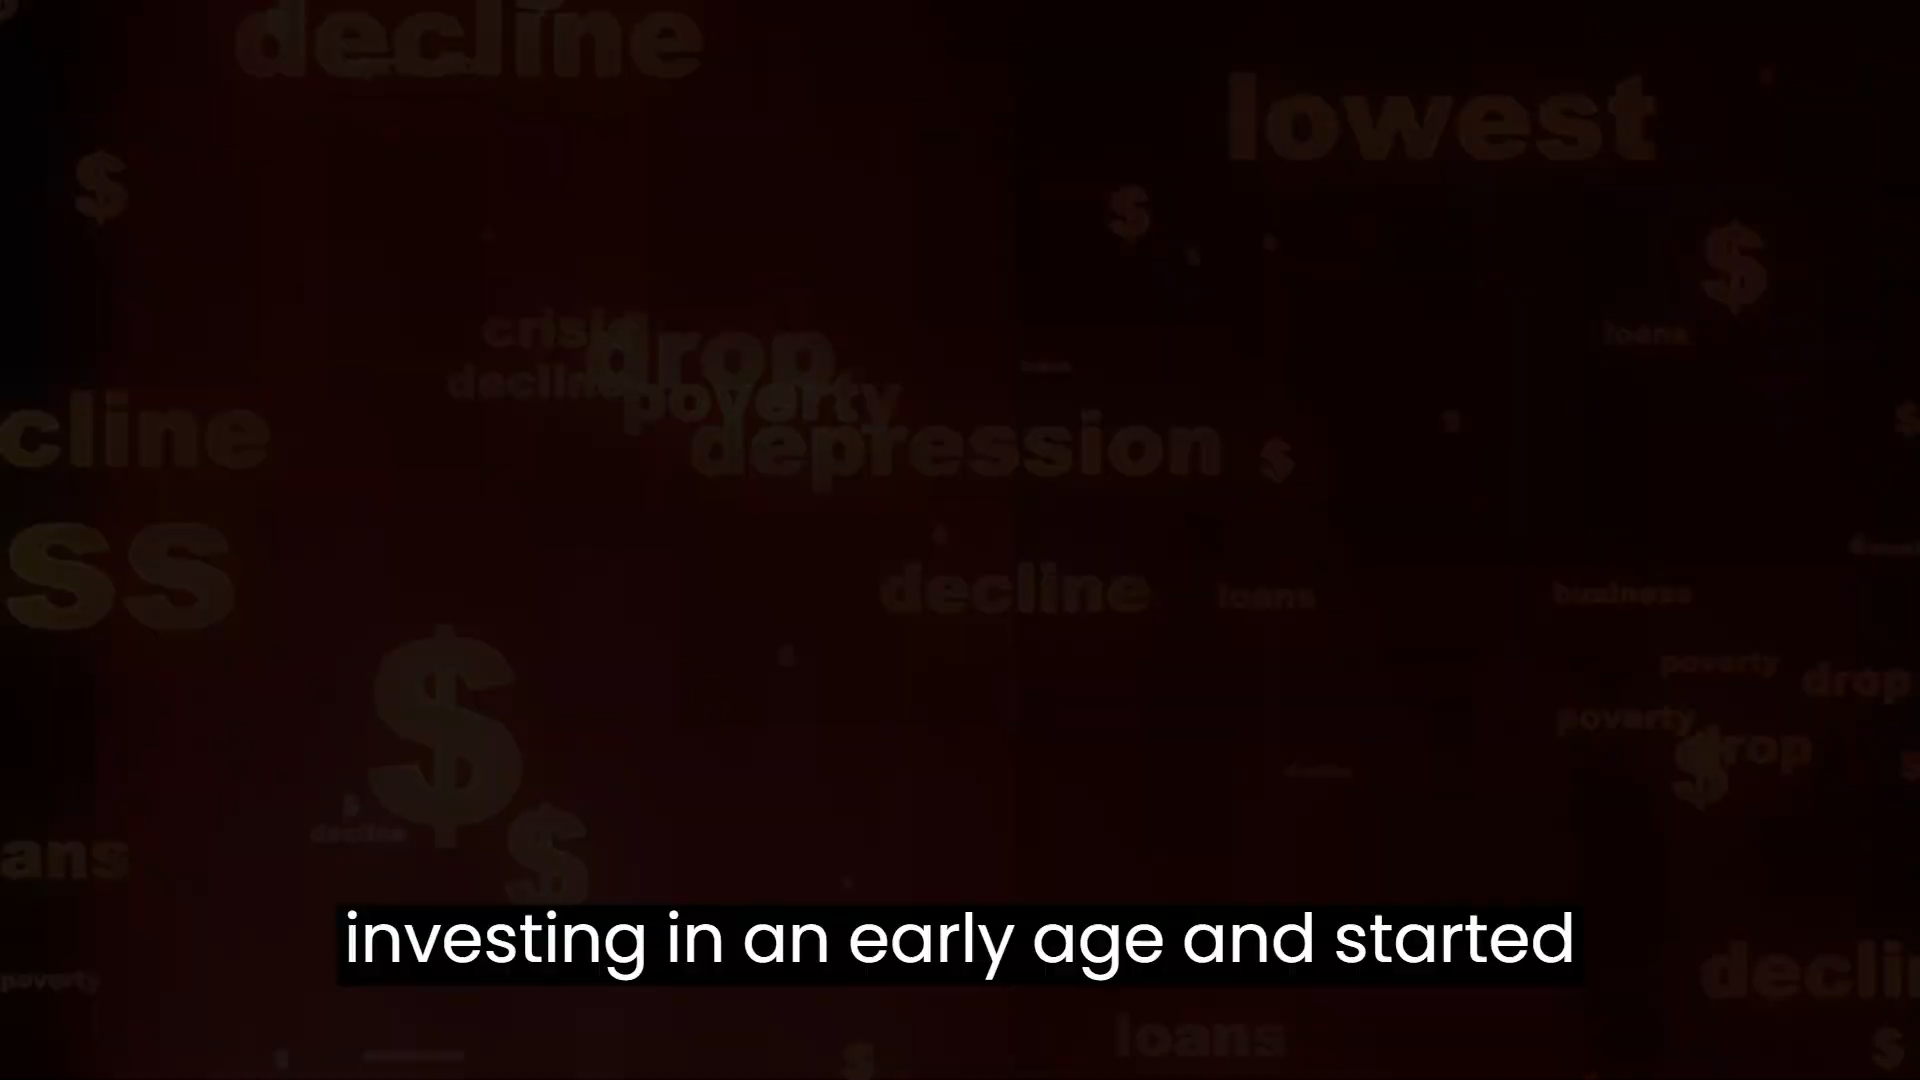 decline
lowest
$
$
$
crisis
drop
loans
decline
poverty
cline
depression
$
$
ss
decline
loans
business
$
poverty
drop
poverty
drop
$
decline
$
ans
investing in an early age and started
poverty
declin
loans
$
$